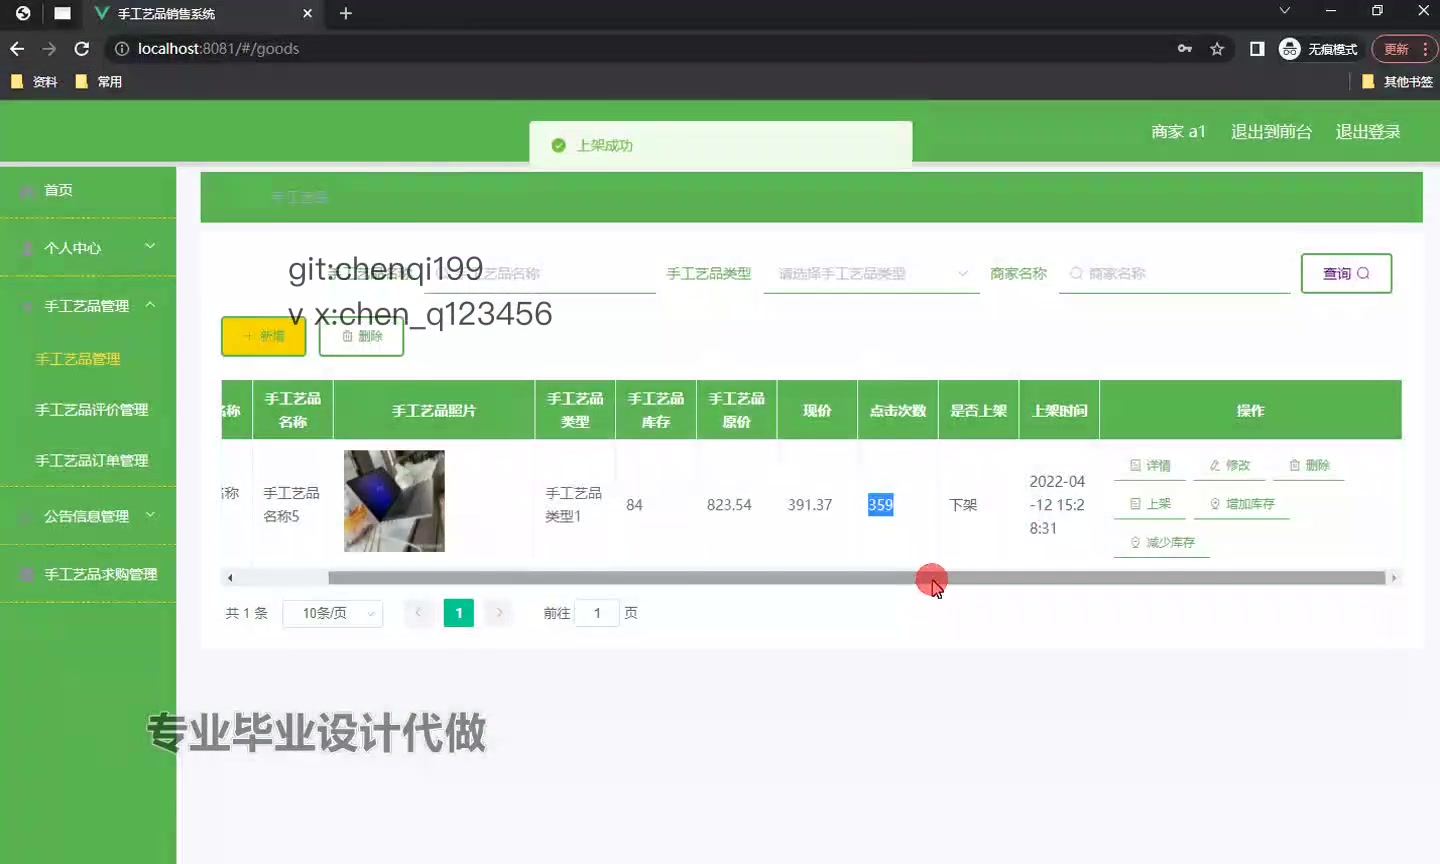 手工艺品销售系统
localhost:8081/#/goods
无痕模式
更新
资料
常用
其他书签
商家 a1
退出到前台
退出登录
上架成功
首页
个人中心
手工艺品管理
手工艺品管理
手工艺品评价管理
手工艺品订单管理
公告信息管理
手工艺品求购管理
手工艺品
git:chenqi199
v x:chen_q123456
手工艺品名称
手工艺品类型
请选择手工艺品类型
商家名称
商家名称
查询
新增
删除
名称
手工艺品名称
手工艺品照片
手工艺品类型
手工艺品库存
手工艺品原价
现价
点击次数
是否上架
上架时间
操作
称
手工艺品名称5
手工艺品类型1
84
823.54
391.37
359
下架
2022-04
-12 15:2
8:31
详情
修改
删除
上架
增加库存
减少库存
共 1 条
10条/页
1
前往
1
页
专业毕业设计代做